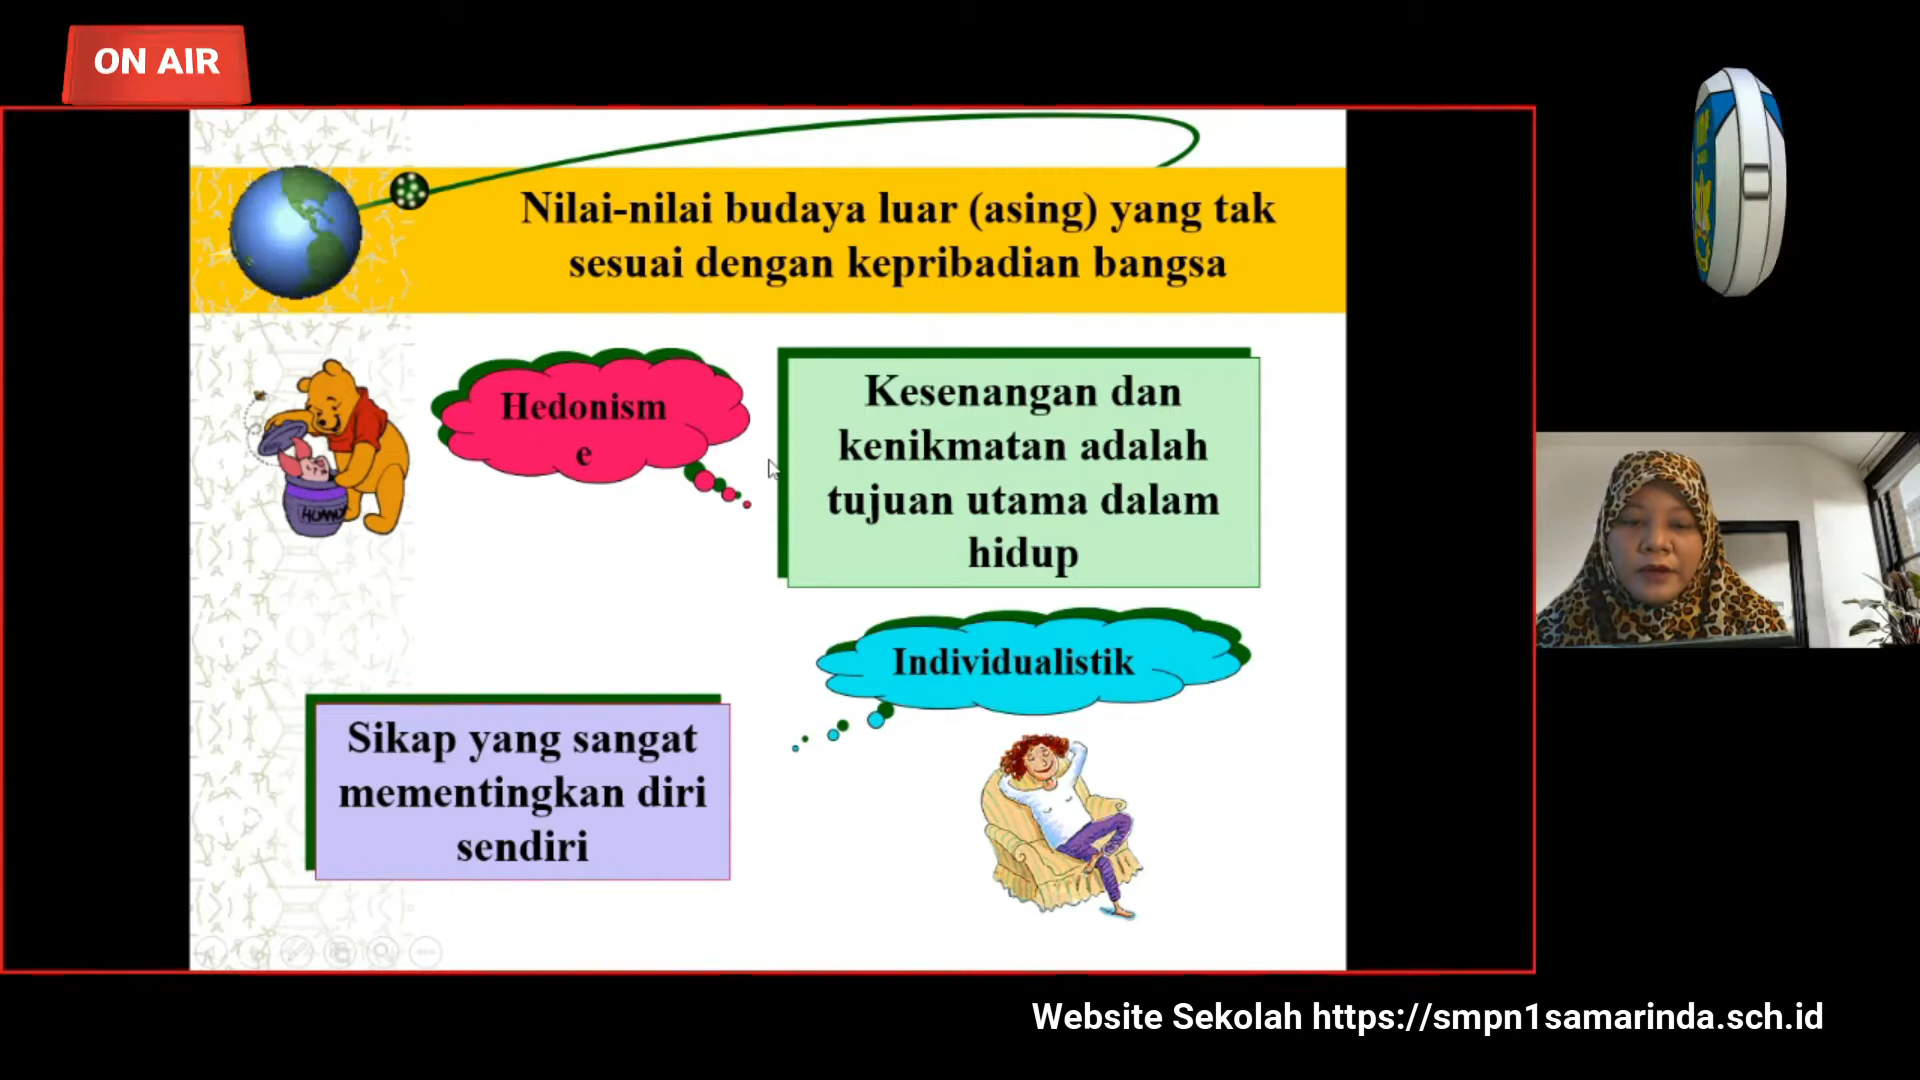 ON AIR
Nilai-nilai budaya luar (asing) yang tak
sesuai dengan kepribadian bangsa
Hedonism
e
Kesenangan dan
kenikmatan adalah
tujuan utama dalam
hidup
HUNNY
Individualistik
Sikap yang sangat
mementingkan diri
sendiri
Website Sekolah https://smpn1samarinda.sch.id